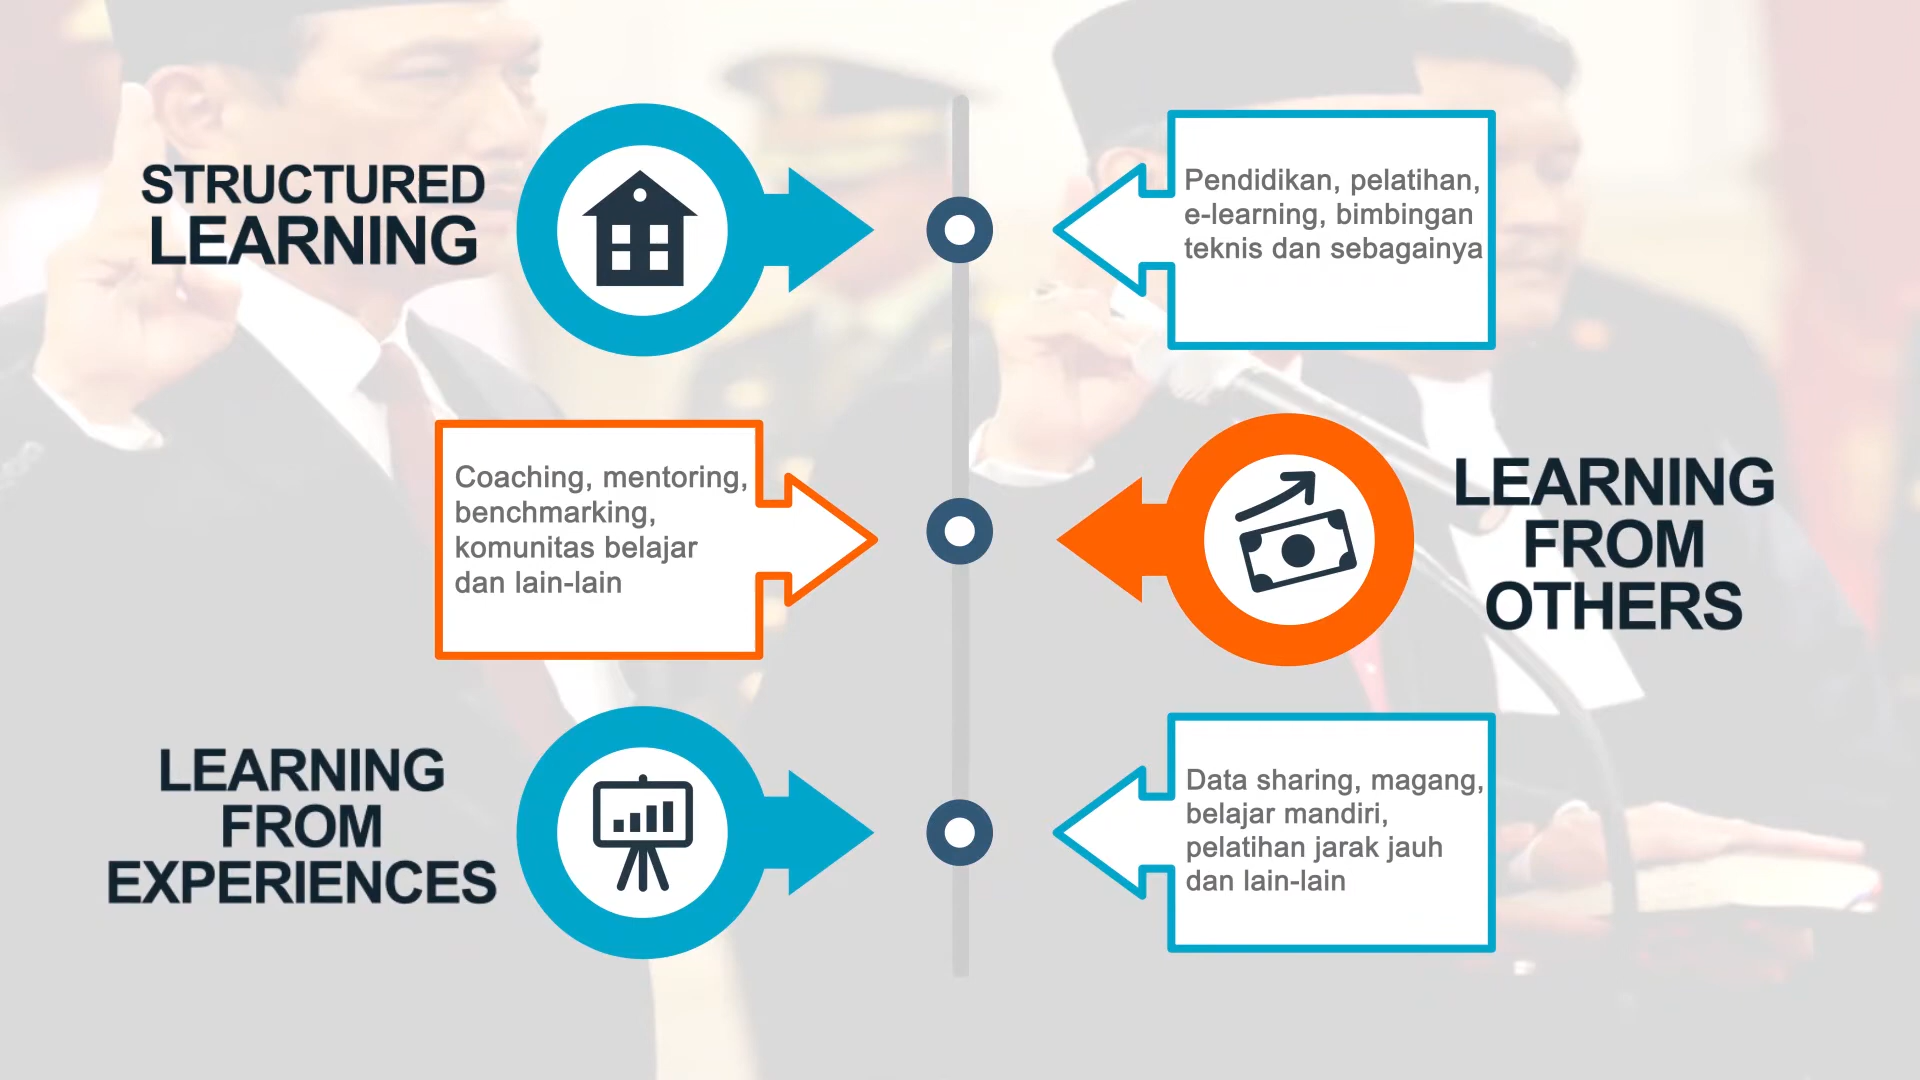 STRUCTURED
LEARNING
Pendidikan, pelatihan,
e-learning, bimbingan
teknis dan sebagainya
Coaching, mentoring,
benchmarking,
komunitas belajar
dan lain-lain
LEARNING
FROM
OTHERS
LEARNING
FROM
EXPERIENCES
Data sharing, magang,
belajar mandiri,
pelatihan jarak jauh
dan lain-lain